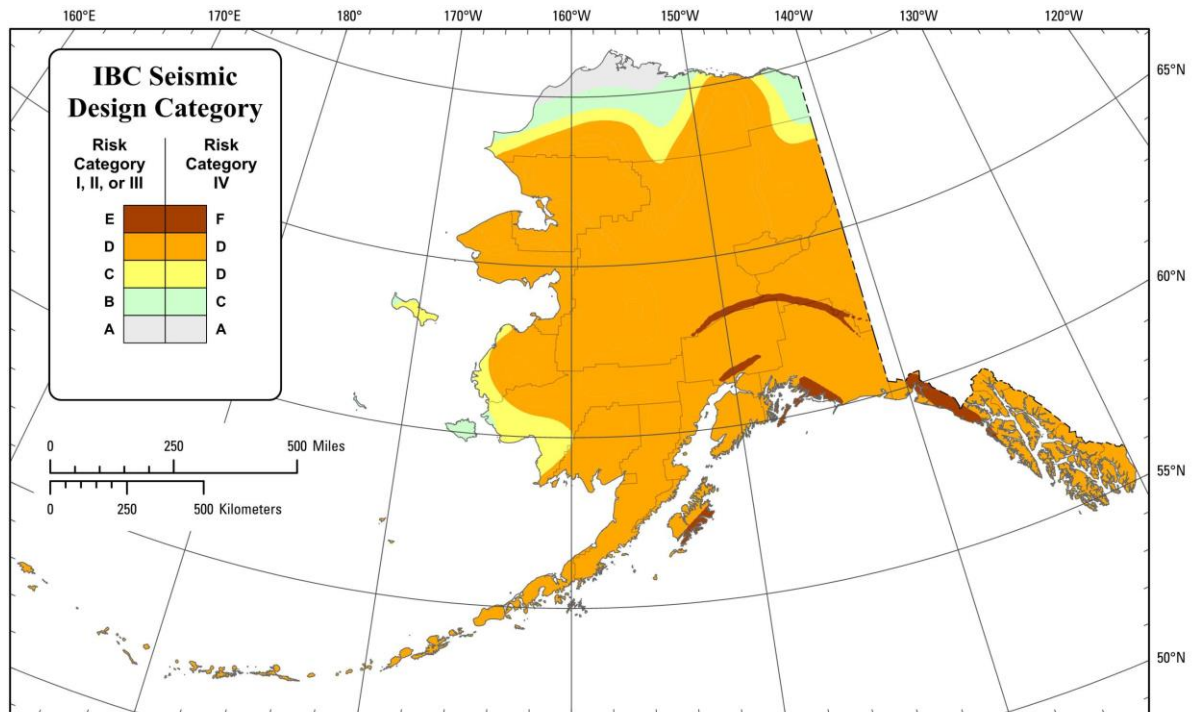 160°E 170°E 180° 170°W 160°W 150°W 140°W 130°W 120°W
IBC Seismic
Design Category
Risk
Category
I, II, or III
Risk
Category
IV
E F
D D
C D
B C
A A
65°N
60°N
55°N
50°N
0 250 500 Miles
0 250 500 Kilometers